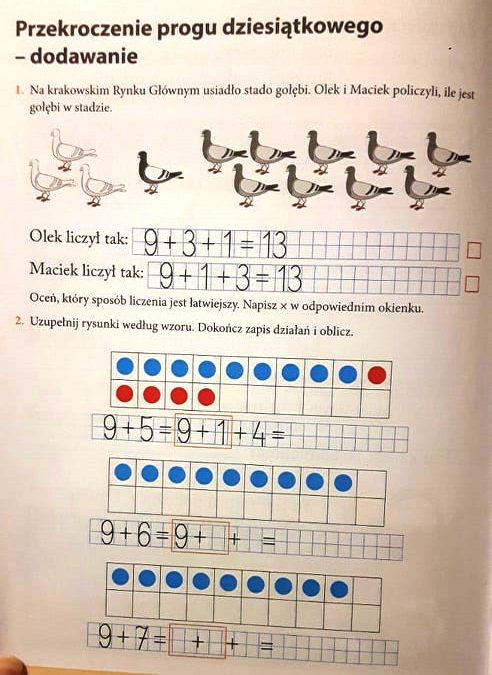 Przekroczenie progu dziesiątkowego
– dodawanie
1. Na krakowskim Rynku Głównym usiadło stado gołębi. Olek i Maciek policzyli, ile jest
gołębi w stadzie.
Olek liczył tak: 9+3+1=13
Maciek liczył tak: 9+1+3=13
Oceń, który sposób liczenia jest łatwiejszy. Napisz × w odpowiednim okienku.
2. Uzupełnij rysunki według wzoru. Dokończ zapis działań i oblicz.
9+5=9+1+4=
9+6=9+ + =
9+7= + + =